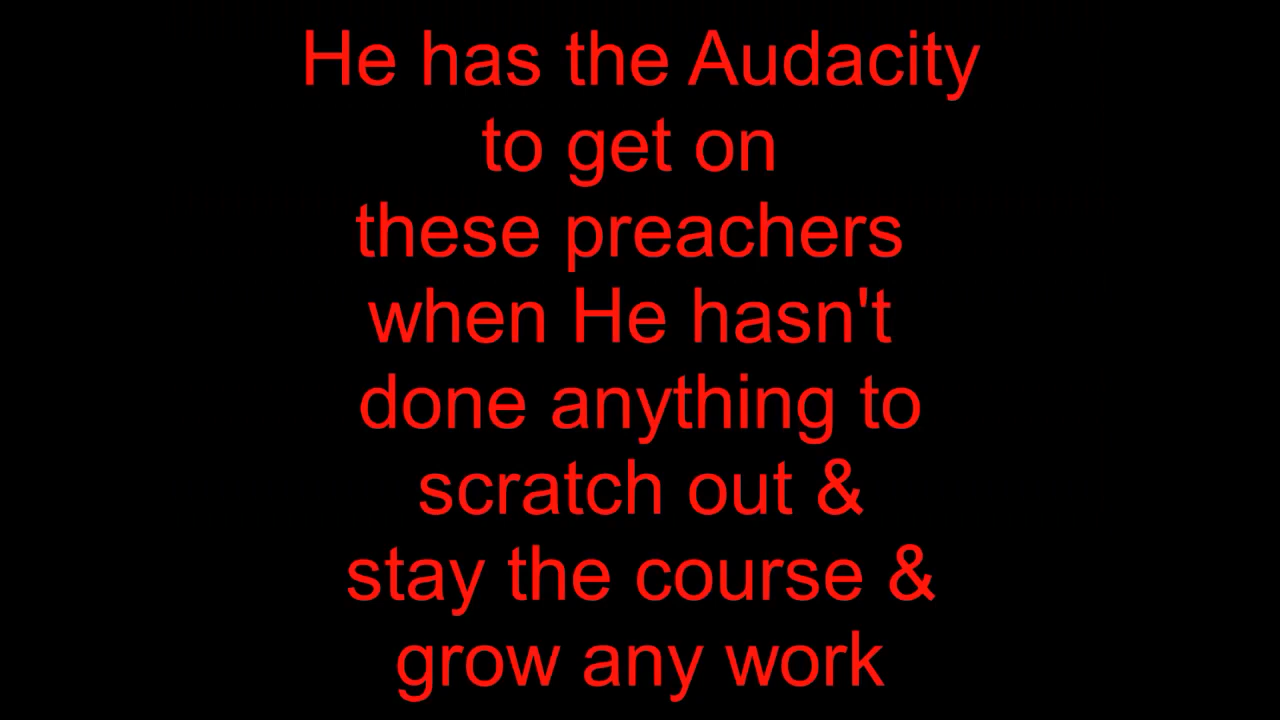 He has the Audacity
to get on
these preachers
when He hasn't
done anything to
scratch out &
stay the course &
grow any work